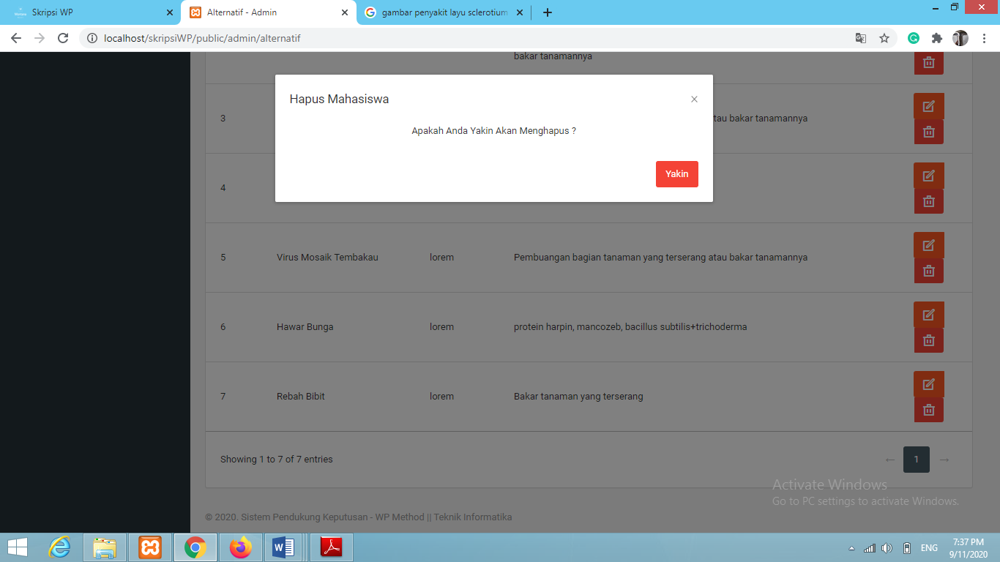 Skripsi WP
Alternatif - Admin
gambar penyakit layu sclerotium
localhost/skripsiWP/public/admin/alternatif
bakar tanamannya
Hapus Mahasiswa
Apakah Anda Yakin Akan Menghapus ?
Yakin
3 tau bakar tanamannya
4
5 Virus Mosaik Tembakau lorem Pembuangan bagian tanaman yang terserang atau bakar tanamannya
6 Hawar Bunga lorem protein harpin, mancozeb, bacillus subtilis+trichoderma
7 Rebah Bibit lorem Bakar tanaman yang terserang
Showing 1 to 7 of 7 entries
← 1 →
Activate Windows
Go to PC settings to activate Windows.
© 2020. Sistem Pendukung Keputusan - WP Method || Teknik Informatika
ENG
7:37 PM
9/11/2020